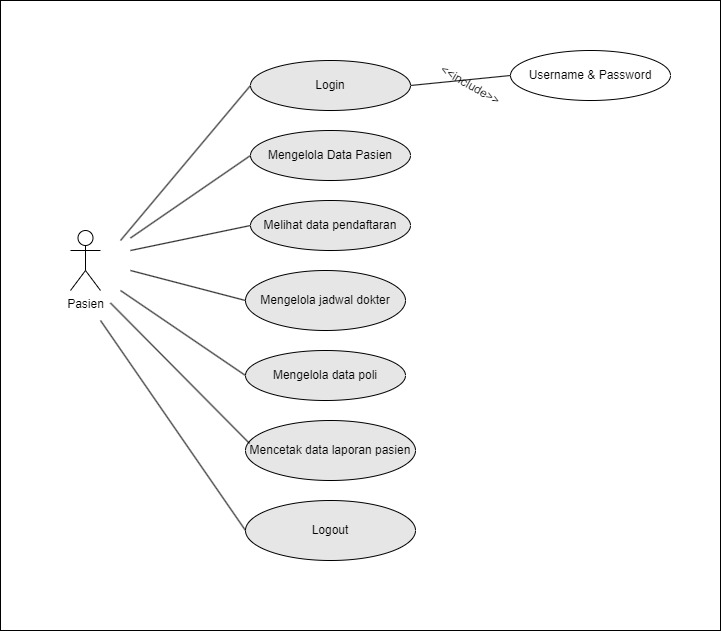 Login
<<include>>
Username & Password
Mengelola Data Pasien
Melihat data pendaftaran
Pasien
Mengelola jadwal dokter
Mengelola data poli
Mencetak data laporan pasien
Logout